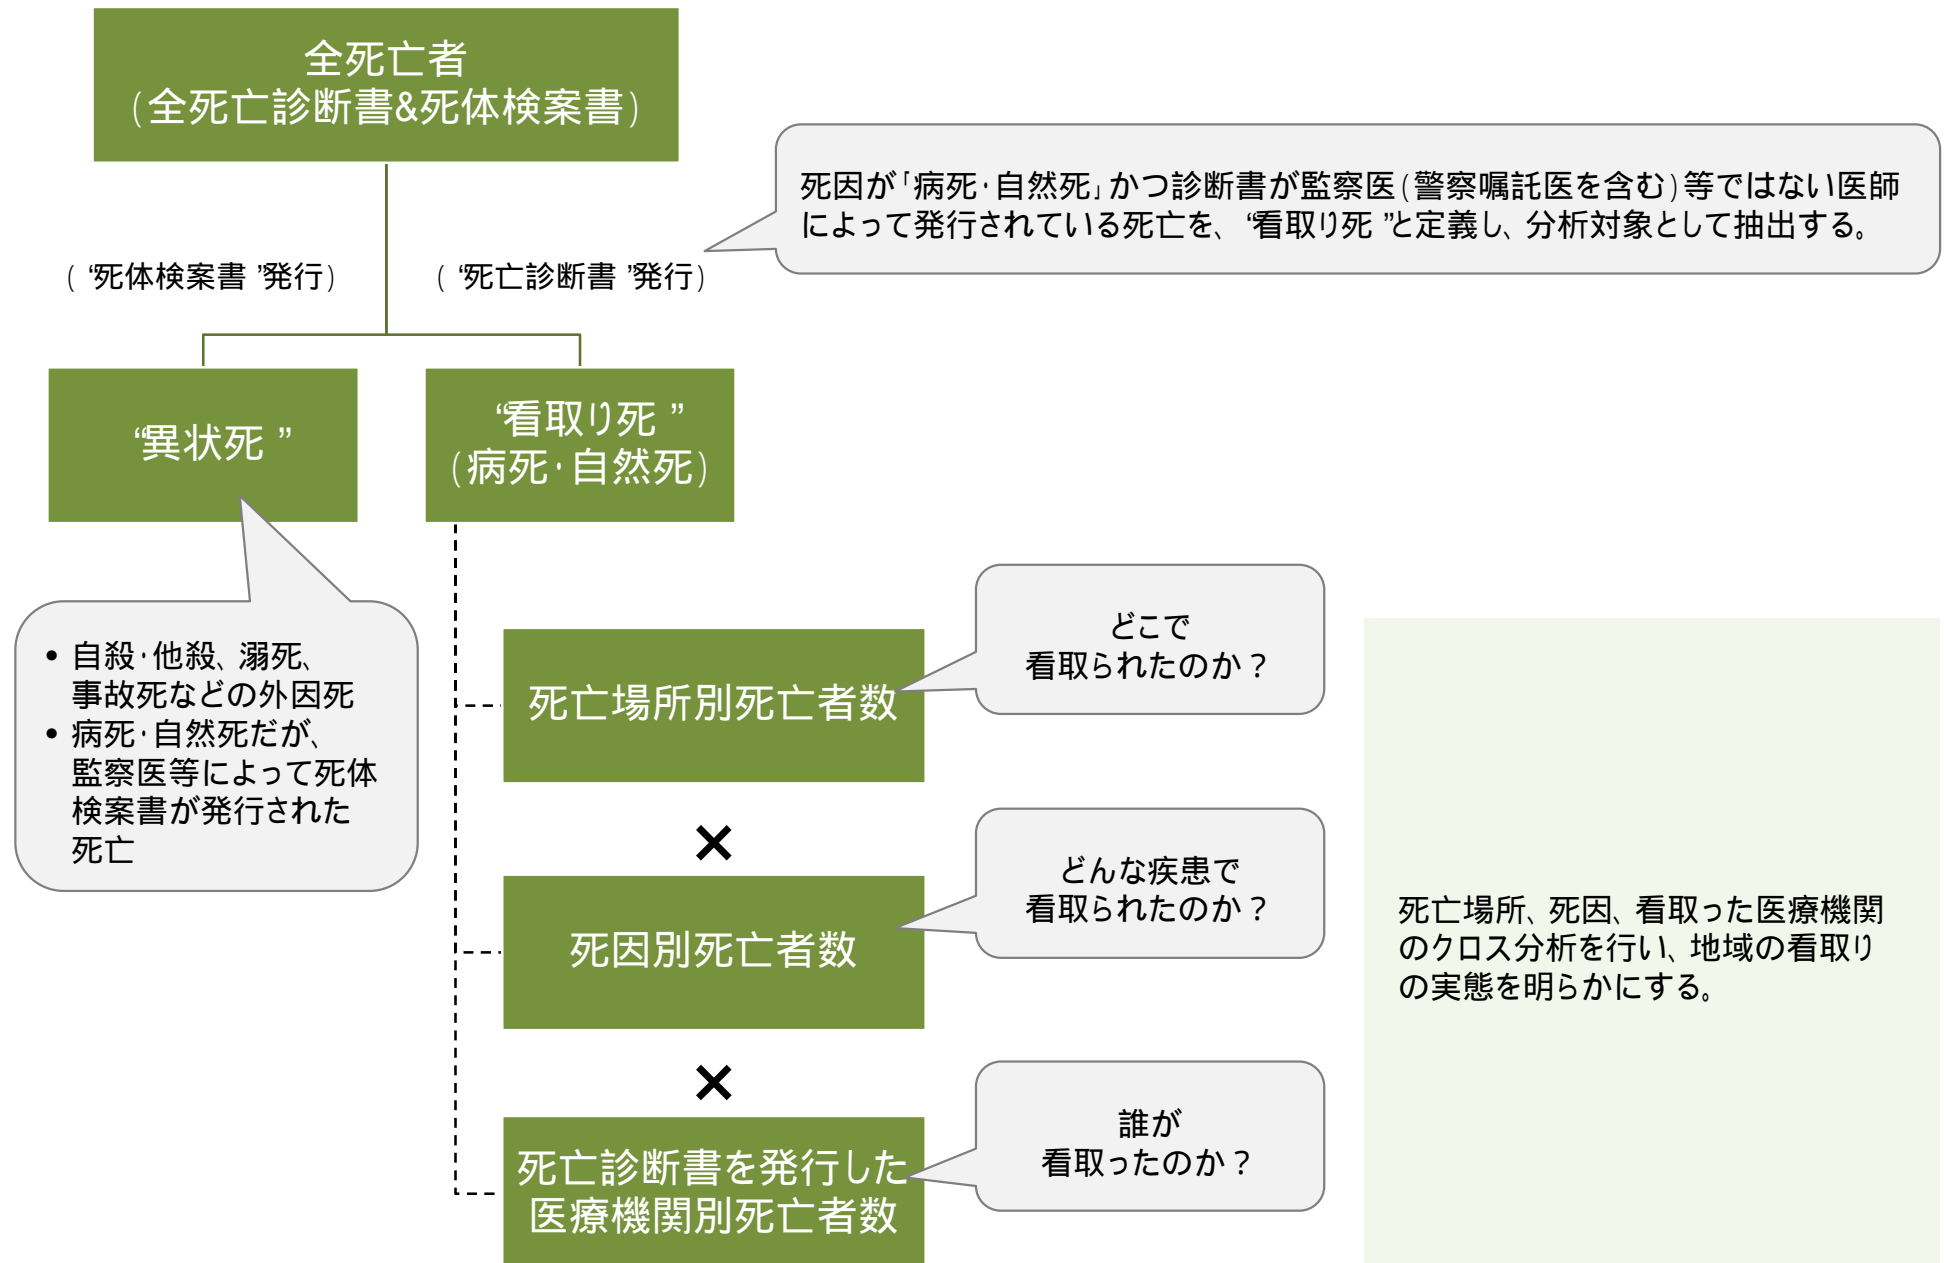 全死亡者
(全死亡診断書&死体検案書)
死因が「病死・自然死」かつ診断書が監察医(警察嘱託医を含む)等ではない医師
によって発行されている死亡を、“看取り死”と定義し、分析対象として抽出する。
(“死体検案書”発行)
(“死亡診断書”発行)
“異状死”
“看取り死”
(病死・自然死)
• 自殺・他殺、溺死、
事故死などの外因死
• 病死・自然死だが、
監察医等によって死体
検案書が発行された
死亡
どこで
看取られたのか?
死亡場所別死亡者数
×
どんな疾患で
看取られたのか?
死因別死亡者数
×
誰が
看取ったのか?
死亡診断書を発行した
医療機関別死亡者数
死亡場所、死因、看取った医療機関
のクロス分析を行い、地域の看取り
の実態を明らかにする。